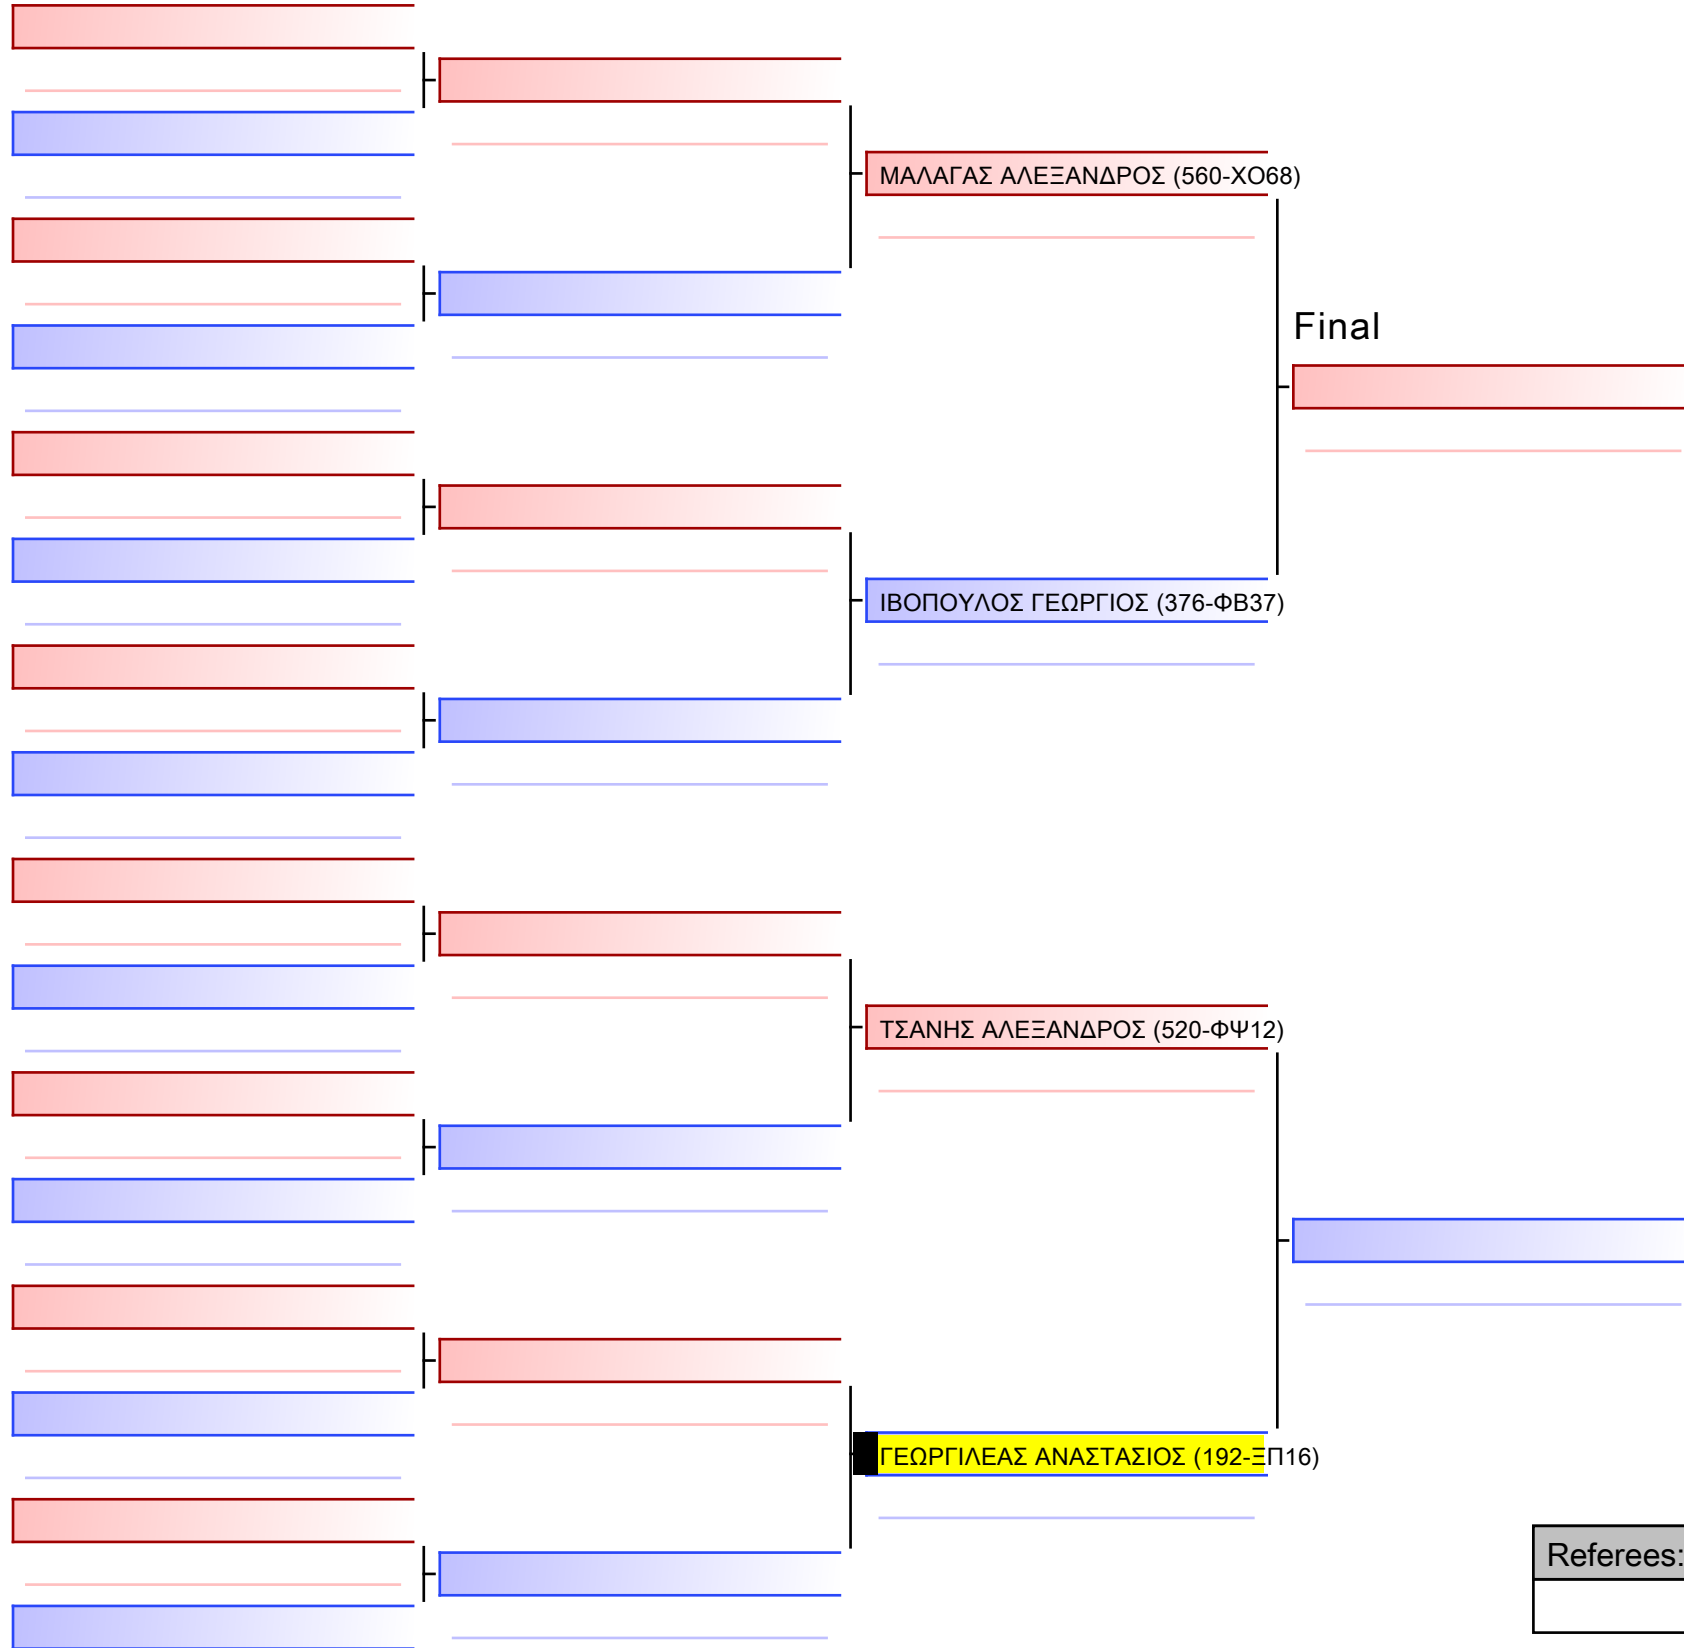 ΜΑΛΑΓΑΣ ΑΛΕΞΑΝΔΡΟΣ (560-ΧΟ68)
Final
ΙΒΟΠΟΥΛΟΣ ΓΕΩΡΓΙΟΣ (376-ΦΒ37)
ΤΣΑΝΗΣ ΑΛΕΞΑΝΔΡΟΣ (520-ΦΨ12)
ΓΕΩΡΓΙΛΕΑΣ ΑΝΑΣΤΑΣΙΟΣ (192-ΞΠ16)
Referees: